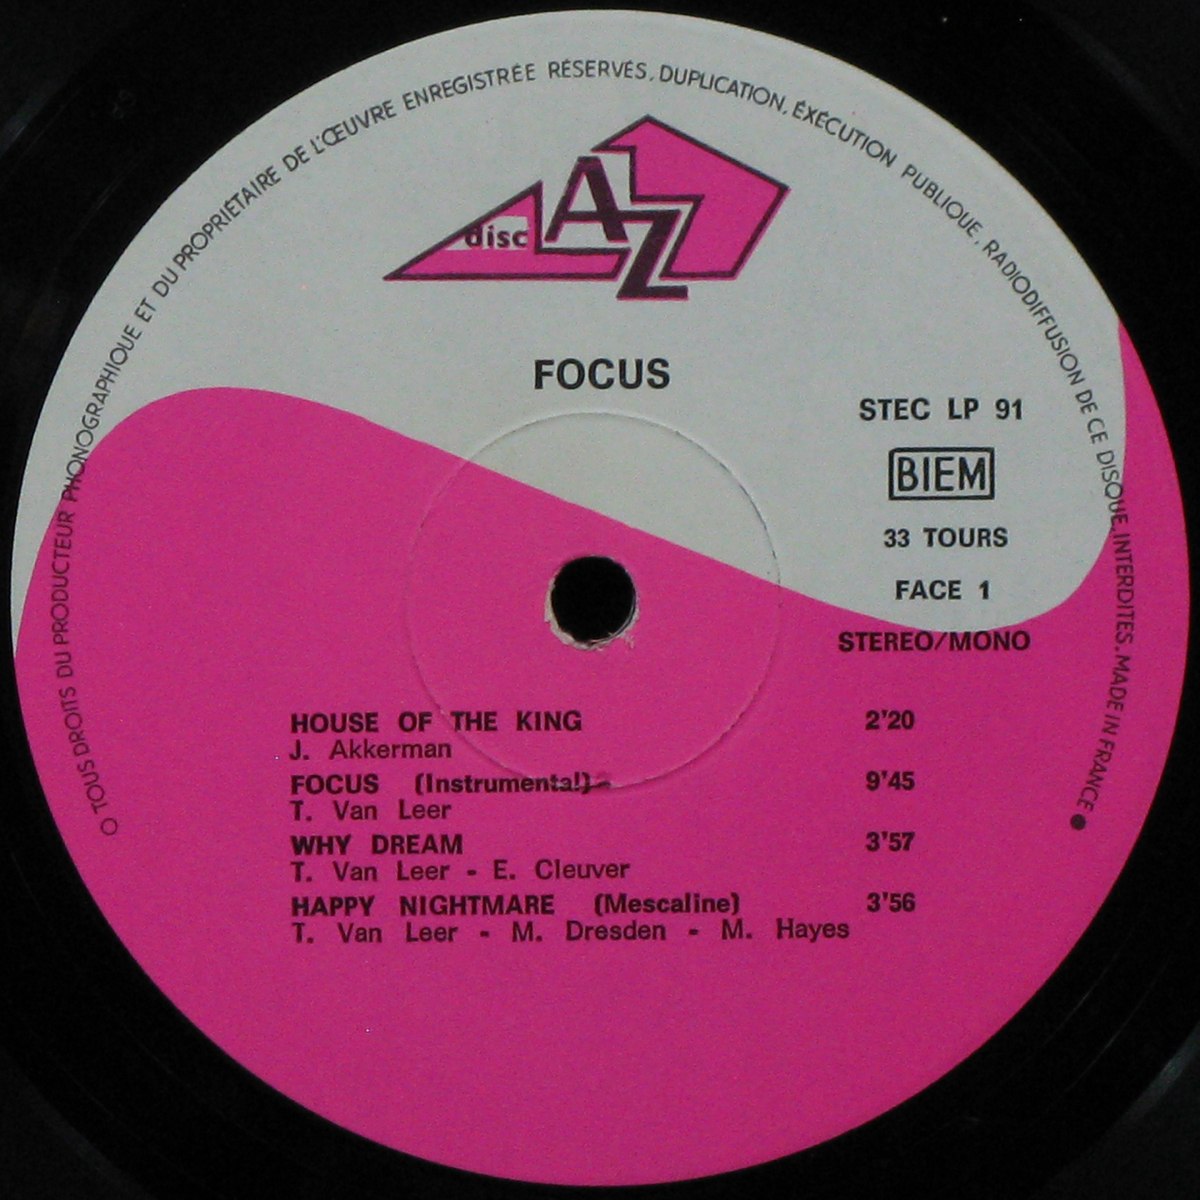 O TOUS DROITS DU PRODUCTEUR PHONOGRAPHIQUE ET DU PROPRIÉTAIRE DE L'ŒUVRE ENREGISTRÉE RÉSERVÉS. DUPLICATION, ÉXÉCUTION PUBLIQUE, RADIODIFFUSION DE CE DISQUE, INTERDITES. MADE IN FRANCE ●
disc AZ
FOCUS
STEC LP 91
BIEM
33 TOURS
FACE 1
STEREO/MONO
HOUSE OF THE KING 2'20
J. Akkerman
FOCUS (Instrumental) - 9'45
T. Van Leer
WHY DREAM 3'57
T. Van Leer - E. Cleuver
HAPPY NIGHTMARE (Mescaline) 3'56
T. Van Leer - M. Dresden - M. Hayes